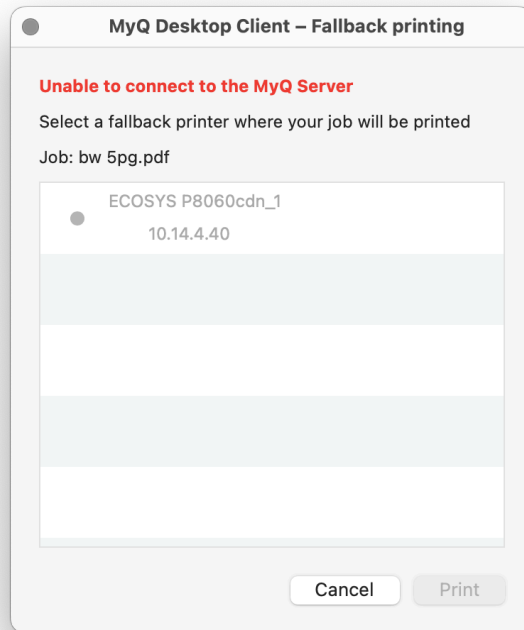 MyQ Desktop Client – Fallback printing
Unable to connect to the MyQ Server
Select a fallback printer where your job will be printed
Job: bw 5pg.pdf
ECOSYS P8060cdn_1
10.14.4.40
Cancel
Print